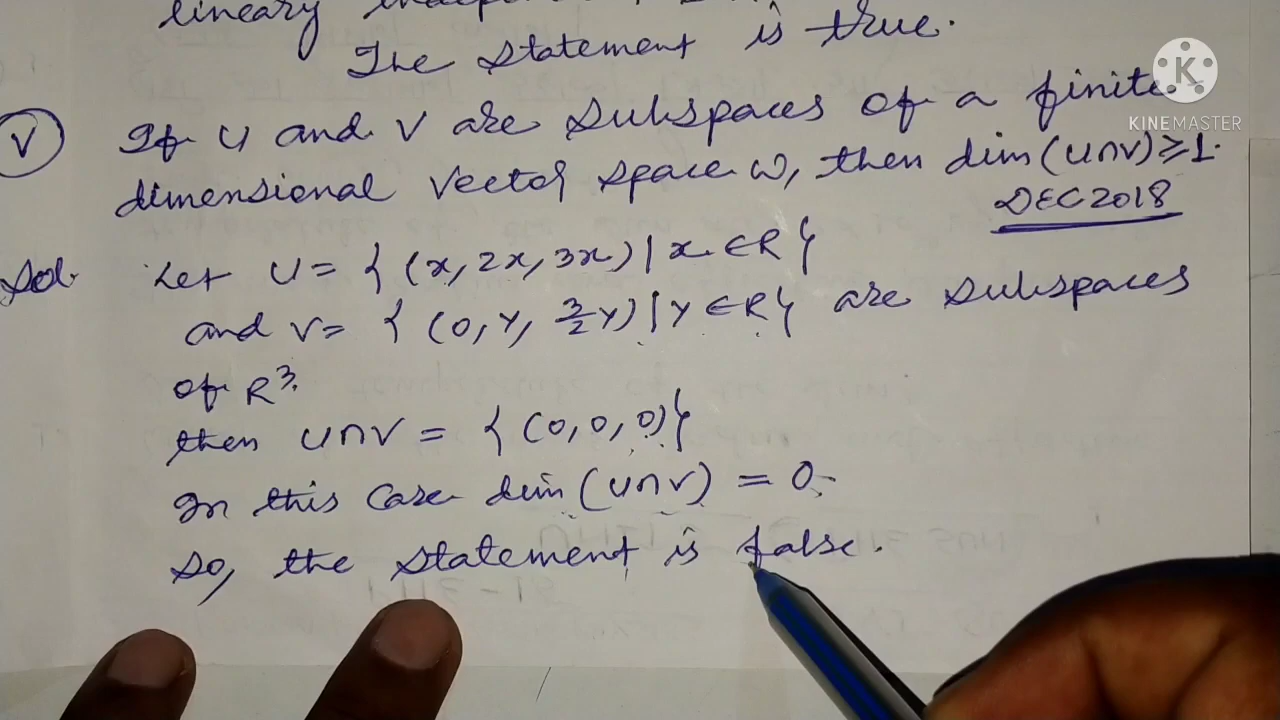 lineary
The statement is true.
K
KINEMASTER
V If U and V are subspaces of a finite
dimensional vector space W, then dim(U∩V)≥1.
DEC 2018
Sol. Let U = { (x, 2x, 3x) | x ∈ R }
and V = { (0, y, 3/2 y) | y ∈ R } are subspaces
of R³.
then U∩V = { (0, 0, 0) }
In this case dim (U∩V) = 0.
So, the statement is false.